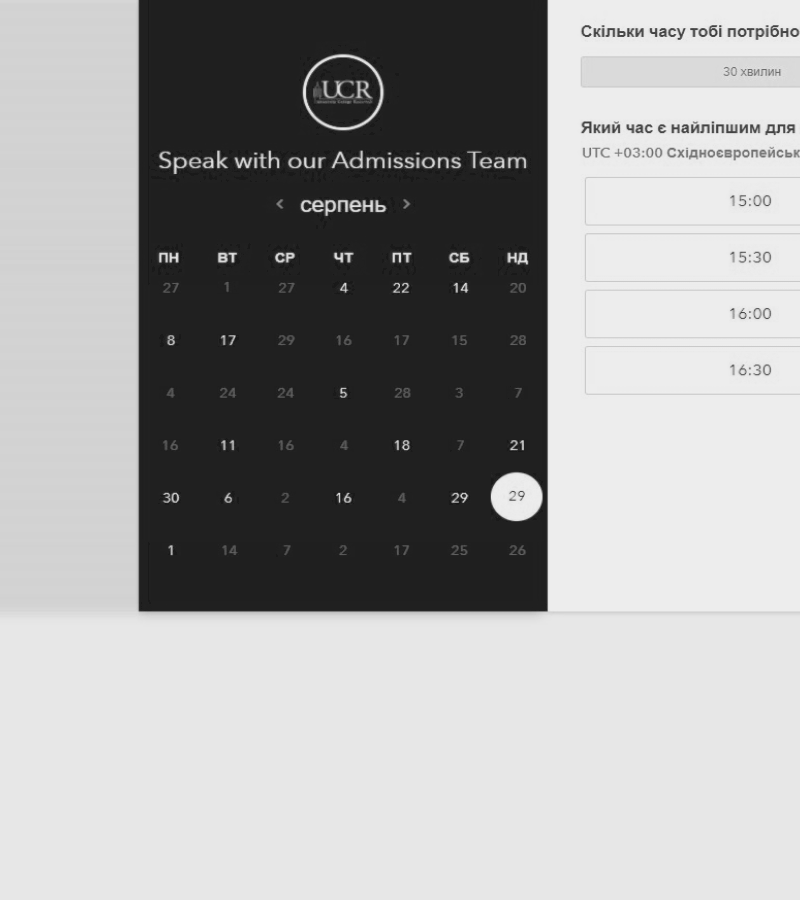 UCR
Speak with our Admissions Team
< серпень >
ПН ВТ СР ЧТ ПТ СБ НД
27 1 27 4 22 14 20
8 17 29 16 17 15 28
4 24 24 5 28 3 7
16 11 16 4 18 7 21
30 6 2 16 4 29 29
1 14 7 2 17 25 26
Скільки часу тобі потрібно
30 хвилин
Який час є найліпшим для
UTC +03:00 Східноєвропейськ
15:00
15:30
16:00
16:30